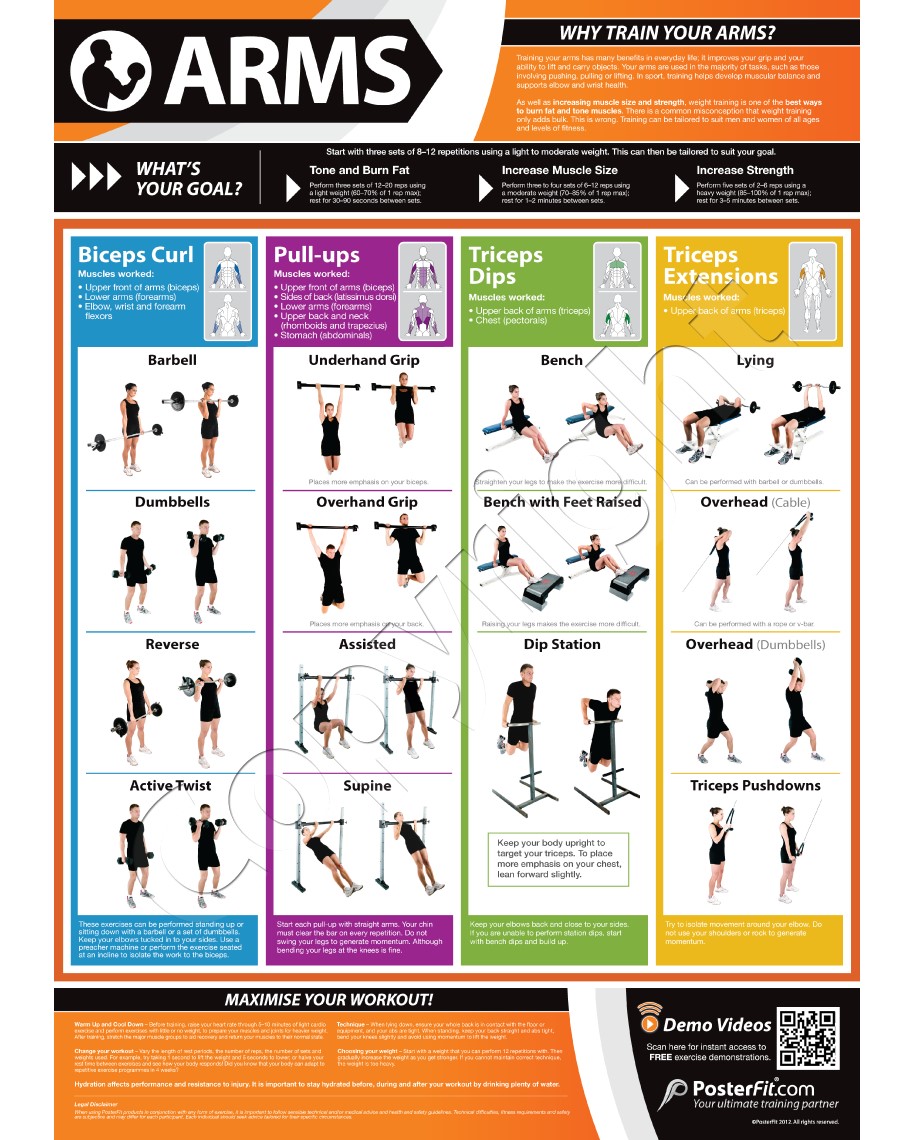 ARMS
WHY TRAIN YOUR ARMS?
Training your arms has many benefits in everyday life; it improves your grip and your
ability to lift and carry objects. Your arms are used in the majority of tasks, such as those
involving pushing, pulling or lifting. In sport, training helps develop muscular balance and
supports elbow and wrist health.
As well as increasing muscle size and strength, weight training is one of the best ways
to burn fat and tone muscles. There is a common misconception that weight training
only adds bulk. This is wrong. Training can be tailored to suit men and women of all ages
and levels of fitness.
WHAT'S
YOUR GOAL?
Start with three sets of 8–12 repetitions using a light to moderate weight. This can then be tailored to suit your goal.
Tone and Burn Fat
Perform three sets of 12–20 reps using
a light weight (60–70% of 1 rep max);
rest for 30–90 seconds between sets.
Increase Muscle Size
Perform three to four sets of 6–12 reps using
a moderate weight (70–85% of 1 rep max);
rest for 1–2 minutes between sets.
Increase Strength
Perform five sets of 2–6 reps using a
heavy weight (85–100% of 1 rep max);
rest for 3–5 minutes between sets.
Biceps Curl
Muscles worked:
• Upper front of arms (biceps)
• Lower arms (forearms)
• Elbow, wrist and forearm
flexors
Barbell
Dumbbells
Reverse
Active Twist
These exercises can be performed standing up or
sitting down with a barbell or a set of dumbbells.
Keep your elbows tucked in to your sides. Use a
preacher machine or perform the exercise seated
at an incline to isolate the work to the biceps.
Pull-ups
Muscles worked:
• Upper front of arms (biceps)
• Sides of back (latissimus dorsi)
• Lower arms (forearms)
• Upper back and neck
(rhomboids and trapezius)
• Stomach (abdominals)
Underhand Grip
Places more emphasis on your biceps.
Overhand Grip
Places more emphasis on your back.
Assisted
Supine
Start each pull-up with straight arms. Your chin
must clear the bar on every repetition. Do not
swing your legs to generate momentum. Although
bending your legs at the knees is fine.
Triceps
Dips
Muscles worked:
• Upper back of arms (triceps)
• Chest (pectorals)
Bench
Straighten your legs to make the exercise more difficult.
Bench with Feet Raised
Raising your legs makes the exercise more difficult.
Dip Station
Keep your body upright to
target your triceps. To place
more emphasis on your chest,
lean forward slightly.
Keep your elbows back and close to your sides.
If you are unable to perform station dips, start
with bench dips and build up.
Triceps
Extensions
Muscles worked:
• Upper back of arms (triceps)
Lying
Can be performed with barbell or dumbbells.
Overhead (Cable)
Can be performed with a rope or v-bar.
Overhead (Dumbbells)
Triceps Pushdowns
Try to isolate movement around your elbow. Do
not use your shoulders or rock to generate
momentum.
Copyright
MAXIMISE YOUR WORKOUT!
Warm Up and Cool Down – Before training, raise your heart rate through 5–10 minutes of light cardio
exercise and perform exercises with little or no weight, to prepare your muscles and joints for heavier weight.
After training, stretch the major muscle groups to aid recovery and return your muscles to their normal state.
Change your workout – Vary the length of rest periods, the number of reps, the number of sets and
weights used. For example, try taking 1 second to lift the weight and 5 seconds to lower, or take your
rest time between exercises and see how your body responds! Did you know that your body can adapt to
repetitive exercise programmes in 4 weeks?
Technique – When lying down, ensure your whole back is in contact with the floor or
equipment, and your abs are tight. When standing, keep your back straight and abs tight,
bend your knees slightly and avoid using momentum to lift the weight.
Choosing your weight – Start with a weight that you can perform 12 repetitions with. Then
gradually increase the weight as you get stronger. If you cannot maintain correct technique,
the weight is too heavy.
Hydration affects performance and resistance to injury. It is important to stay hydrated before, during and after your workout by drinking plenty of water.
Legal Disclaimer
When using PosterFit products in conjunction with any form of exercise, it is important to follow sensible technical and/or medical advice and health and safety guidelines. Technical difficulties, fitness requirements and safety
Demo Videos
Scan here for instant access to
FREE exercise demonstrations.
PosterFit.com
Your ultimate training partner
©PosterFit 2012. All rights reserved.